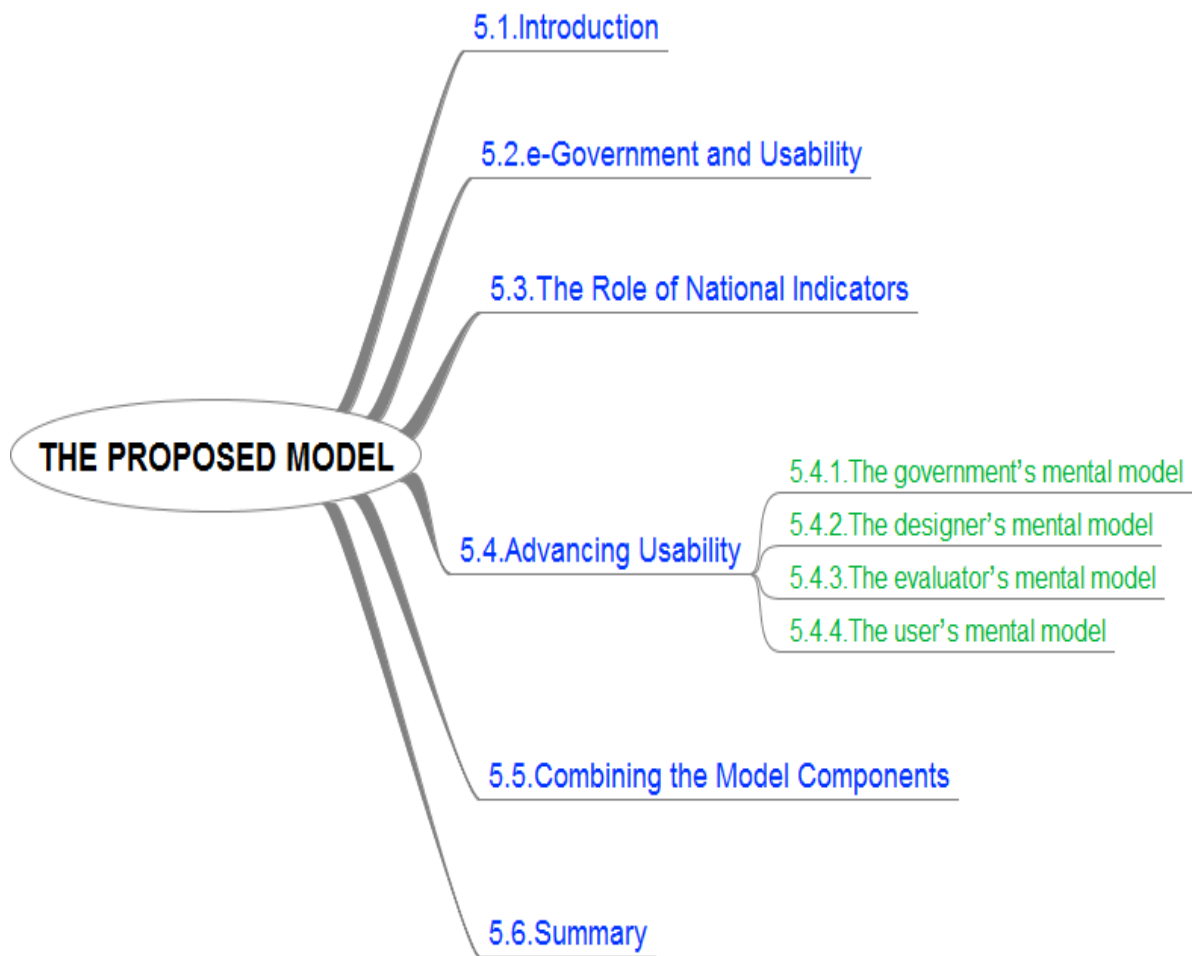 5.1.Introduction
5.2.e-Government and Usability
5.3.The Role of National Indicators
THE PROPOSED MODEL
5.4.Advancing Usability
5.4.1.The government’s mental model
5.4.2.The designer’s mental model
5.4.3.The evaluator’s mental model
5.4.4.The user’s mental model
5.5.Combining the Model Components
5.6.Summary